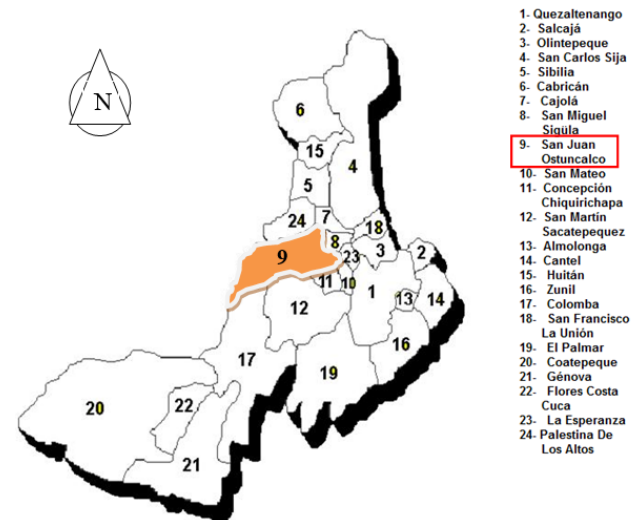 N
6
15
4
5
24
7
18
8
3
2
9
23
11
10
1
13
14
12
16
17
19
22
20
21
1- Quezaltenango
2- Salcajá
3- Olintepeque
4- San Carlos Sija
5- Sibilia
6- Cabricán
7- Cajolá
8- San Miguel
Sigüla
9- San Juan
Ostuncalco
10- San Mateo
11- Concepción
Chiquirichapa
12- San Martín
Sacatepequez
13- Almolonga
14- Cantel
15- Huitán
16- Zunil
17- Colomba
18- San Francisco
La Unión
19- El Palmar
20- Coatepeque
21- Génova
22- Flores Costa
Cuca
23- La Esperanza
24- Palestina De
Los Altos